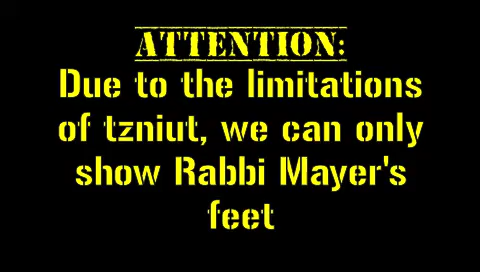 ATTENTION:
Due to the limitations
of tzniut, we can only
show Rabbi Mayer's
feet